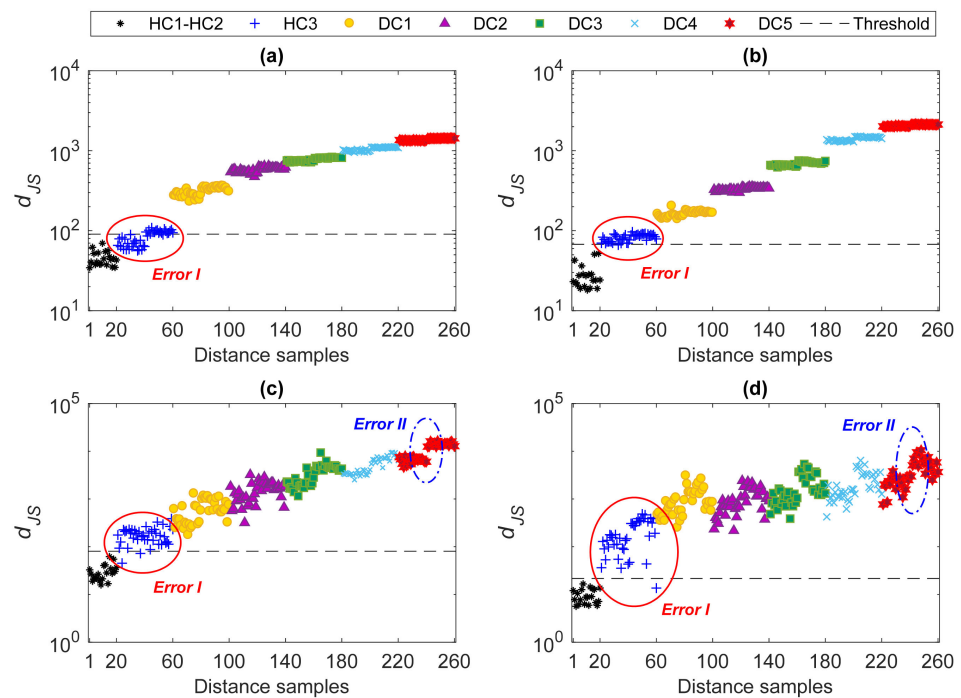 HC1-HC2 HC3 DC1 DC2 DC3 DC4 DC5 Threshold
(a)
10^4
10^3
10^2
10^1
d_JS
Error I
1 20 60 100 140 180 220 260
Distance samples
(b)
10^4
10^3
10^2
10^1
d_JS
Error I
1 20 60 100 140 180 220 260
Distance samples
(c)
10^5
10^0
d_JS
Error II
Error I
1 20 60 100 140 180 220 260
Distance samples
(d)
10^5
10^0
d_JS
Error II
Error I
1 20 60 100 140 180 220 260
Distance samples